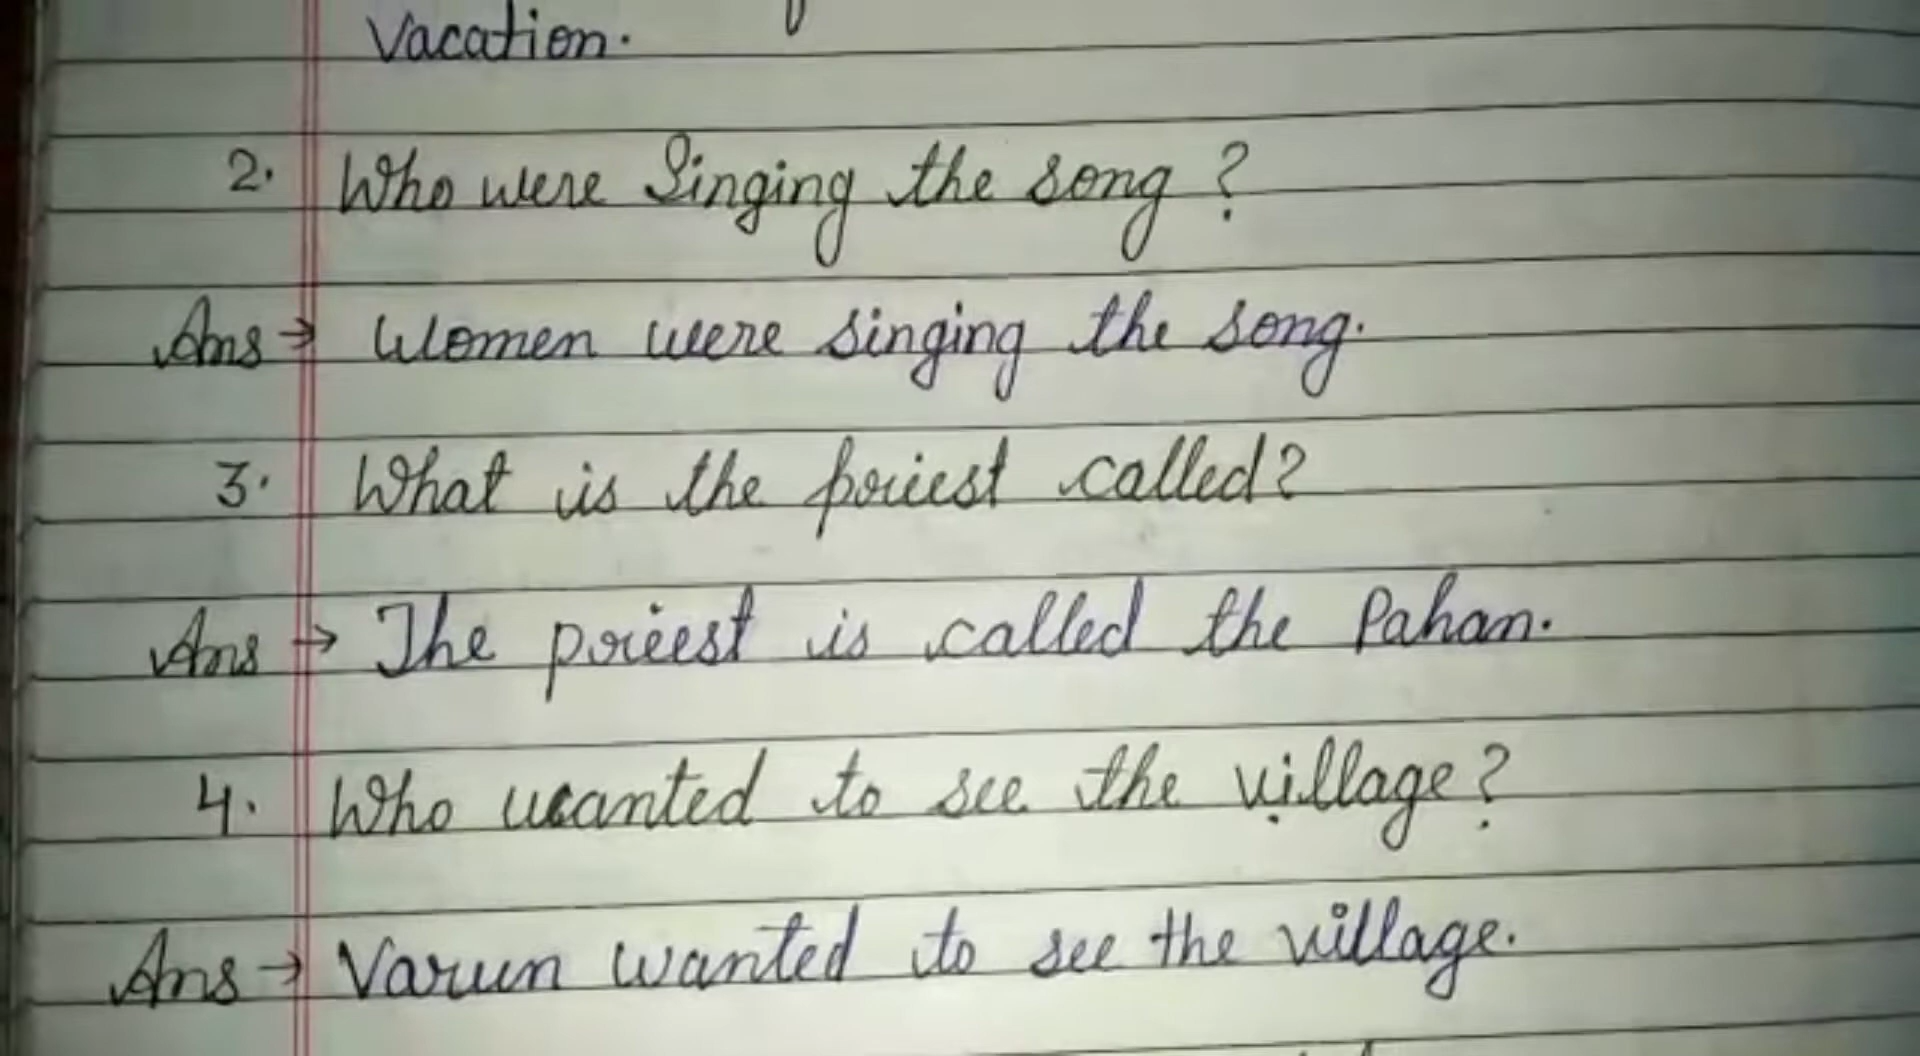 Vacation.
2. Who were Singing the song ?
Ans → Women were singing the song.
3. What is the priest called?
Ans → The prieest is called the Pahan.
4. Who wanted to see the village?
Ans → Varun wanted to see the village.